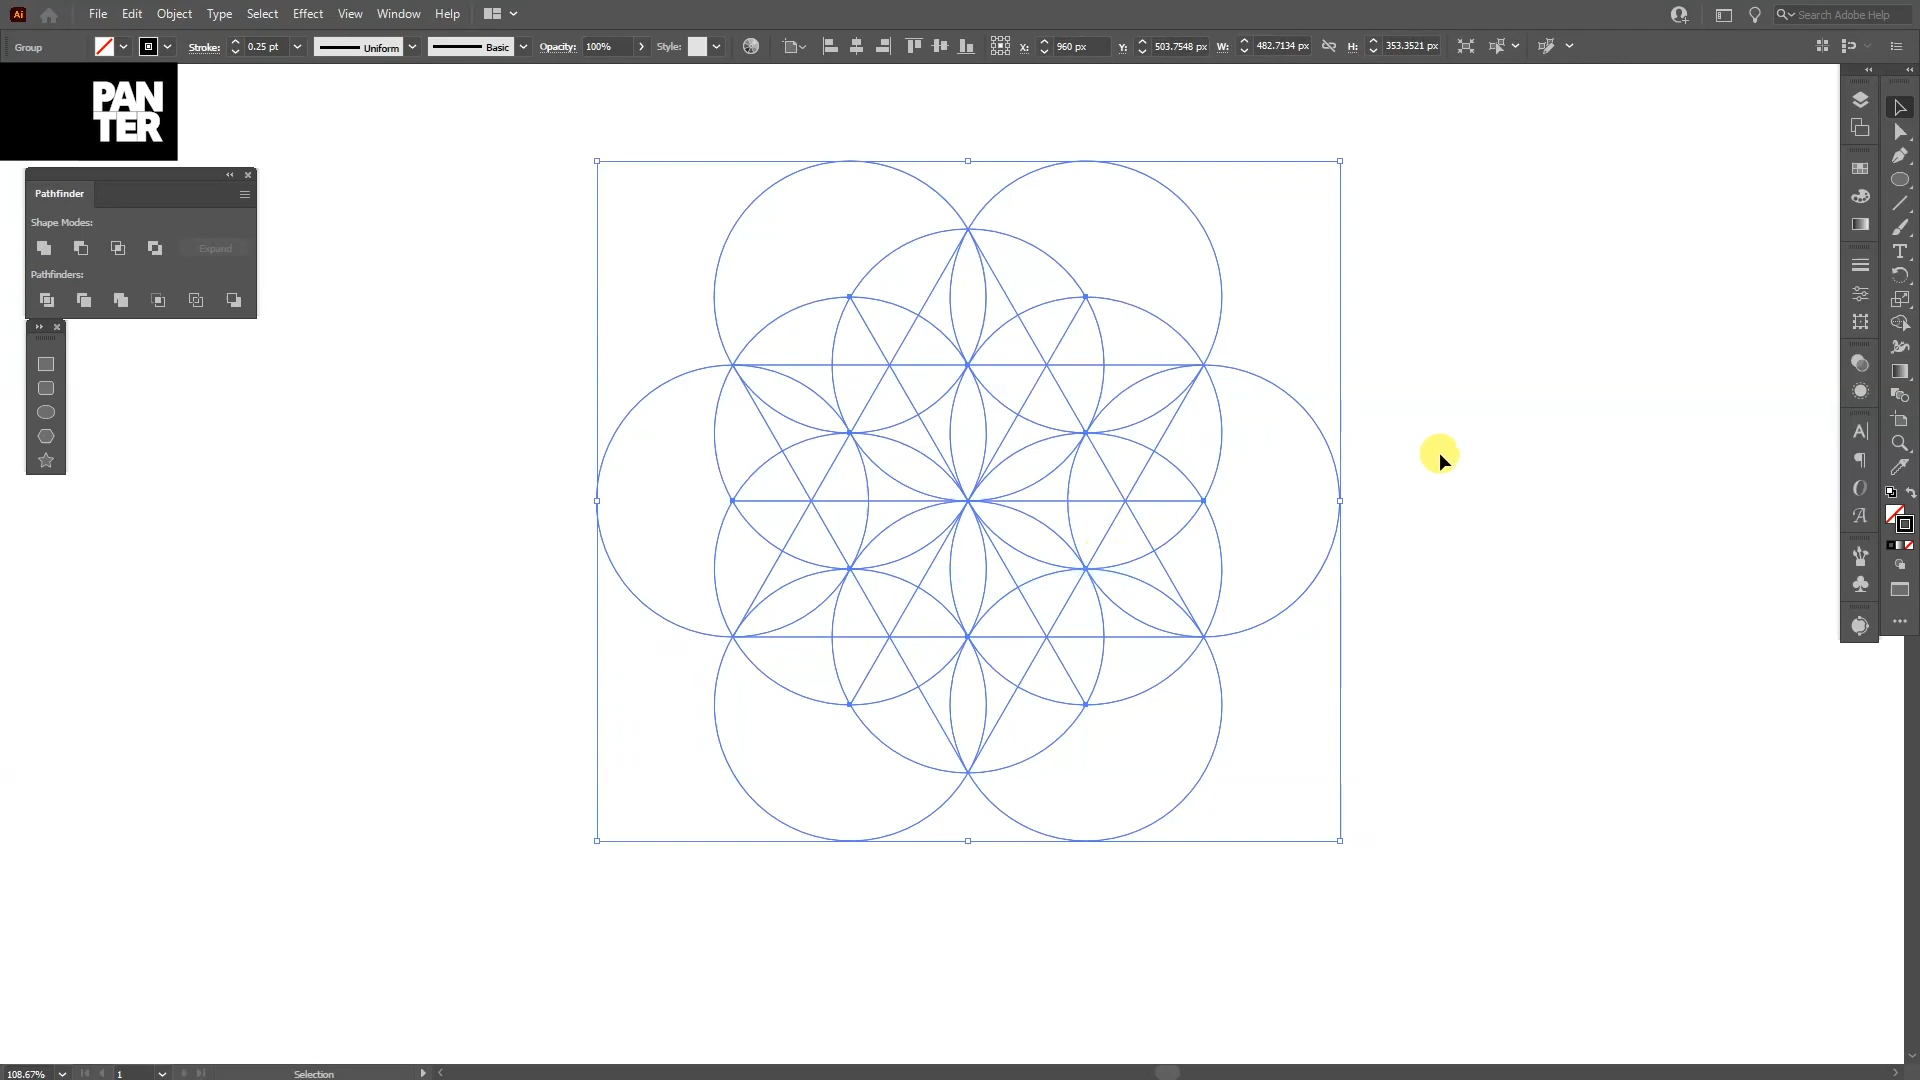 Ai File Edit Object Type Select Effect View Window Help Search Adobe Help
Group Stroke: 0.25 pt Uniform Basic Opacity: 100% Style: X: 960 px Y: 503.7548 px W: 482.7134 px H: 353.3521 px
PAN
TER
Pathfinder
Shape Modes:
Expand
Pathfinders:
108.67% 1 Selection